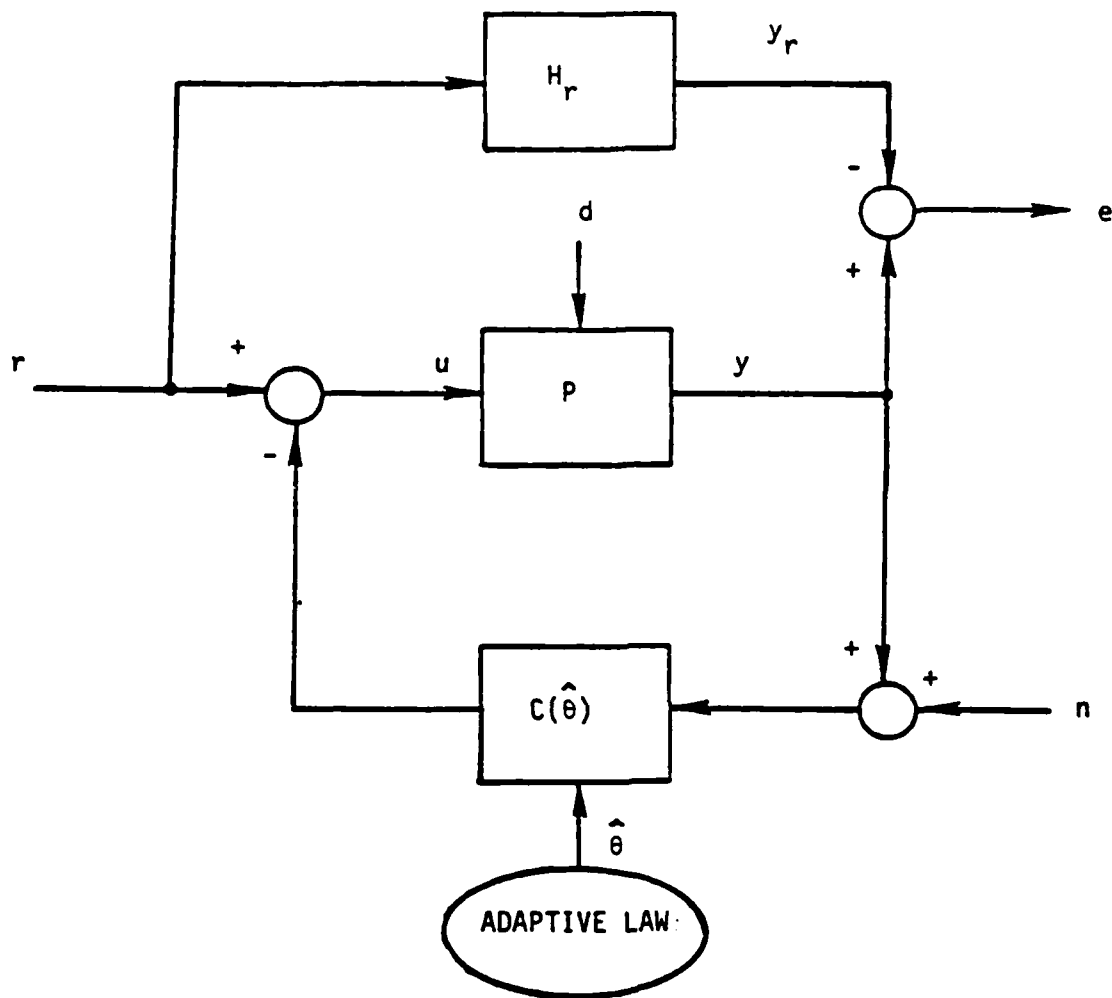 y_r
H_r
-
e
d
+
r
+
u
P
y
-
+
+
C(θ̂)
n
θ̂
ADAPTIVE LAW